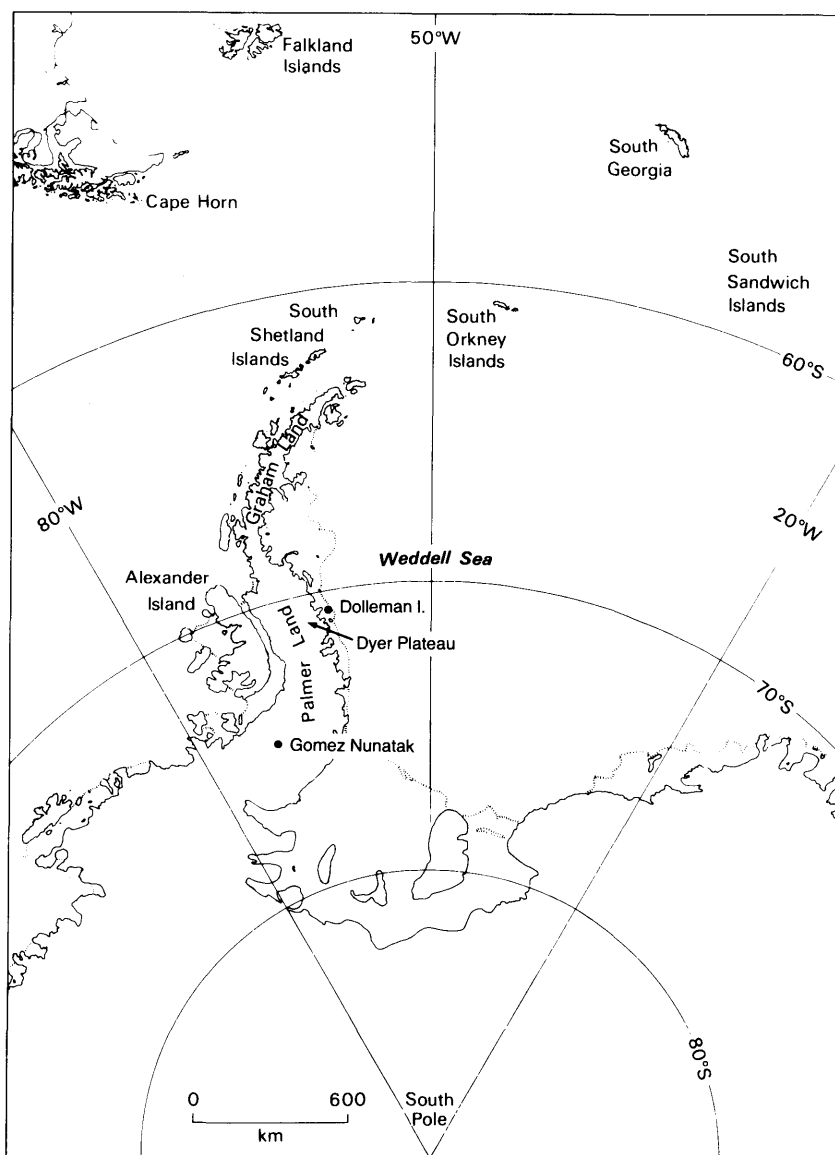 Falkland
Islands
50°W
South
Georgia
Cape Horn
South
Sandwich
Islands
South
Shetland
Islands
South
Orkney
Islands
60°S
Graham Land
80°W
20°W
Weddell Sea
Alexander
Island
Dolleman I.
Palmer Land
Dyer Plateau
70°S
Gomez Nunatak
80°S
0 600
km
South
Pole